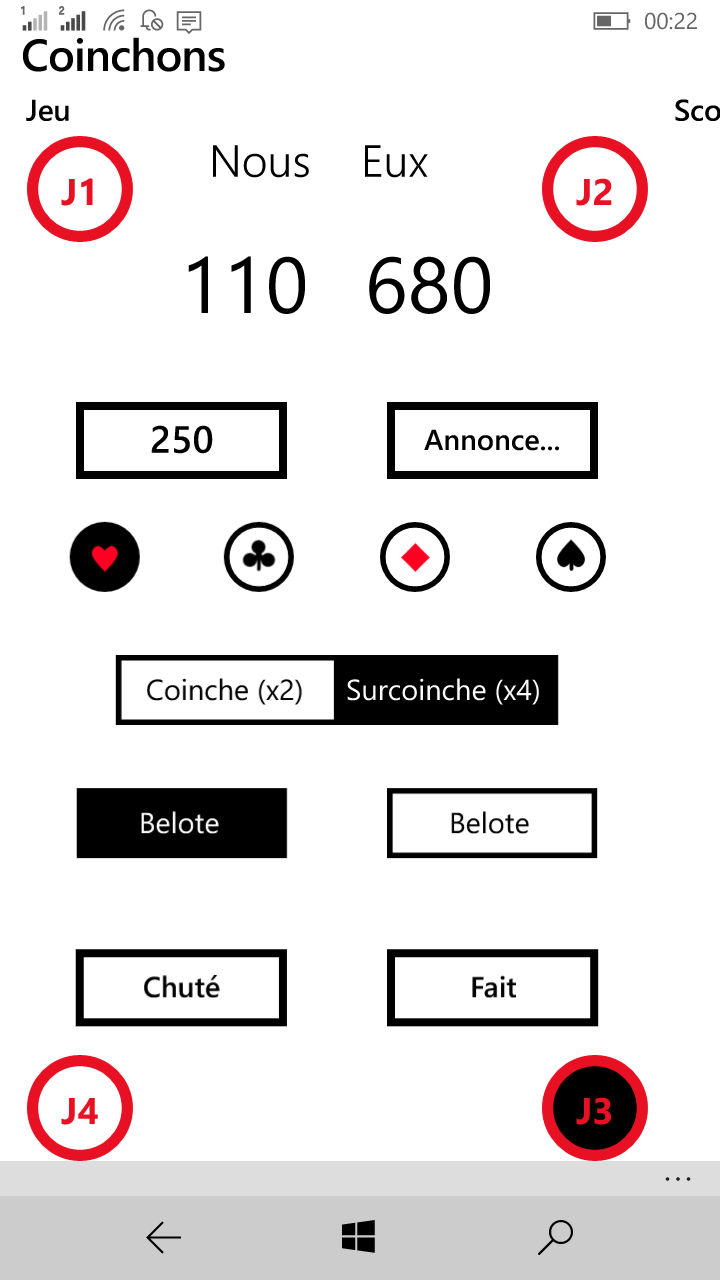 1 2 00:22
Coinchons
Jeu Sco
J1 Nous Eux J2
110 680
250 Annonce...
Coinche (x2) Surcoinche (x4)
Belote Belote
Chuté Fait
J4 J3
...